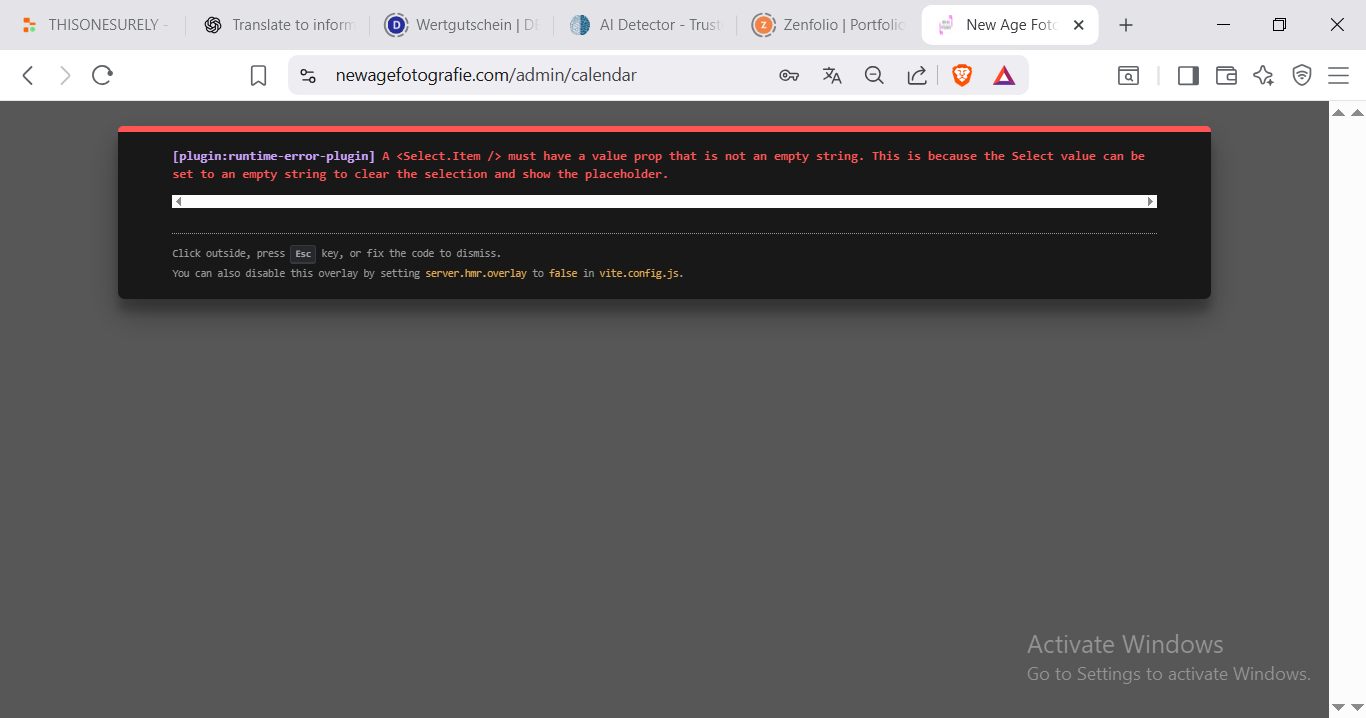 THISONESURELY -
Translate to inform
Wertgutschein | D
AI Detector - Trust
Zenfolio | Portfolio
New Age Foto
newagefotografie.com/admin/calendar
[plugin:runtime-error-plugin] A <Select.Item /> must have a value prop that is not an empty string. This is because the Select value can be
set to an empty string to clear the selection and show the placeholder.
Click outside, press Esc key, or fix the code to dismiss.
You can also disable this overlay by setting server.hmr.overlay to false in vite.config.js.
Activate Windows
Go to Settings to activate Windows.